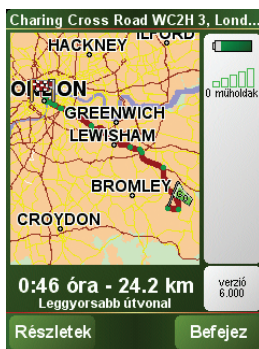 Charing Cross Road WC2H 3, Lond...
HACKNEY
ILFORD
ON
GREENWICH
LEWISHAM
BROMLEY
GO!
CROYDON
0 műholdak
0:46 óra - 24.2 km
Leggyorsabb útvonal
verzió
6.000
Részletek
Befejez